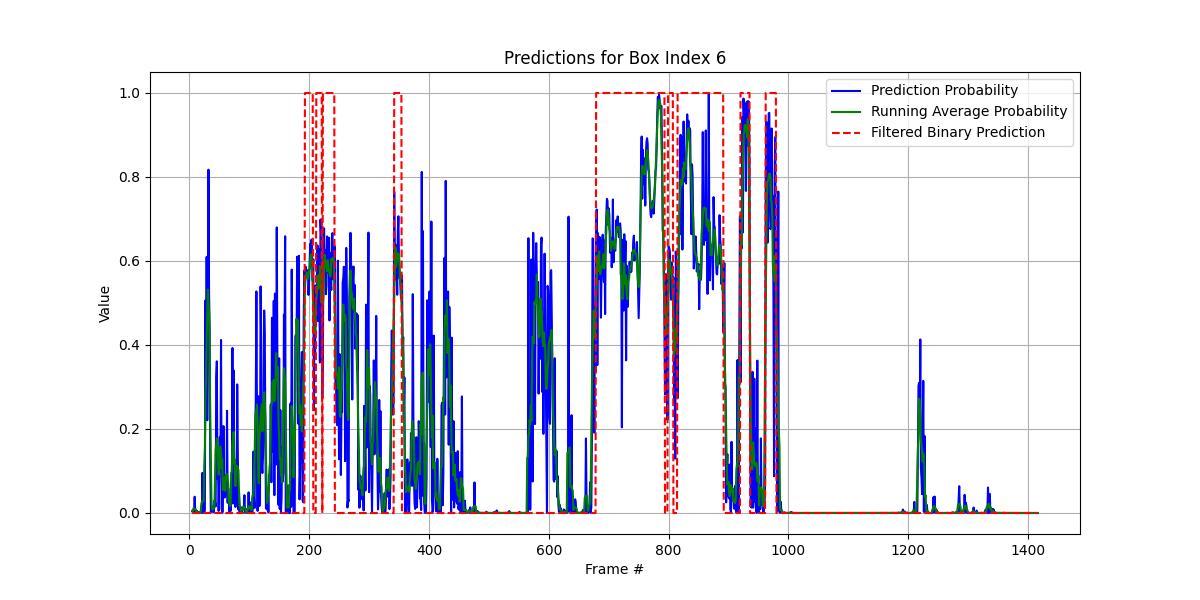 Predictions for Box Index 6
Prediction Probability
Running Average Probability
Filtered Binary Prediction
Value
1.0
0.8
0.6
0.4
0.2
0.0
0 200 400 600 800 1000 1200 1400
Frame #